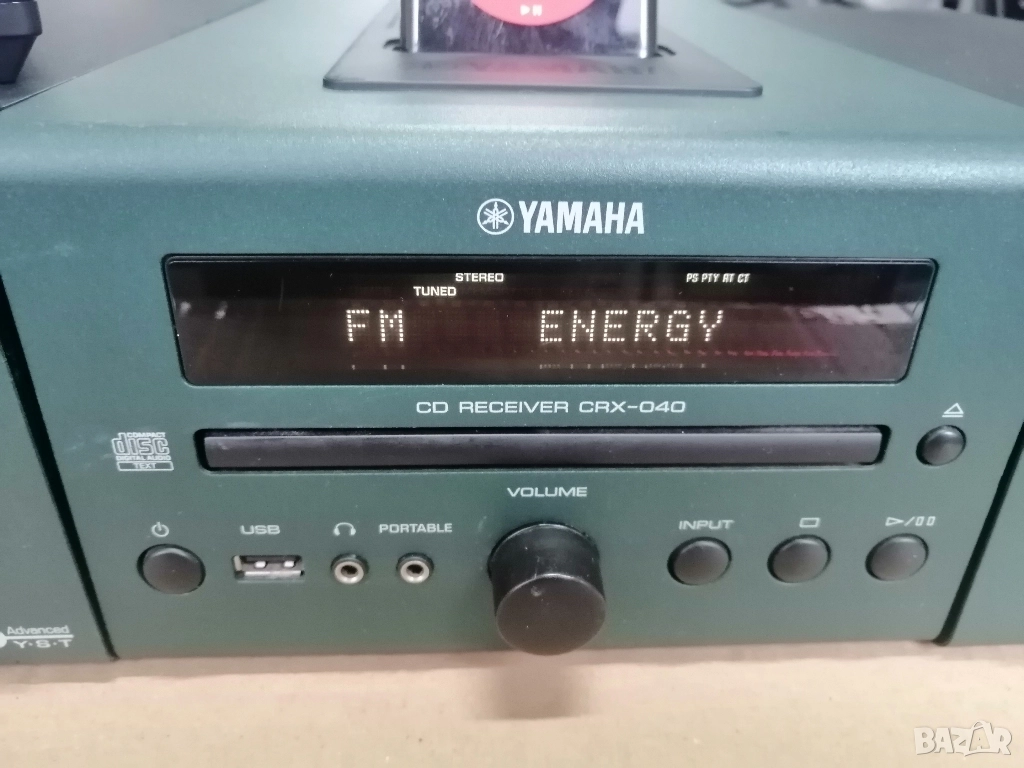 YAMAHA
STEREO
PS PTY RT CT
TUNED
FM ENERGY
CD RECEIVER CRX-040
COMPACT
disc
DIGITAL AUDIO
TEXT
VOLUME
USB
PORTABLE
INPUT
Advanced
Y·S·T
BAZAR